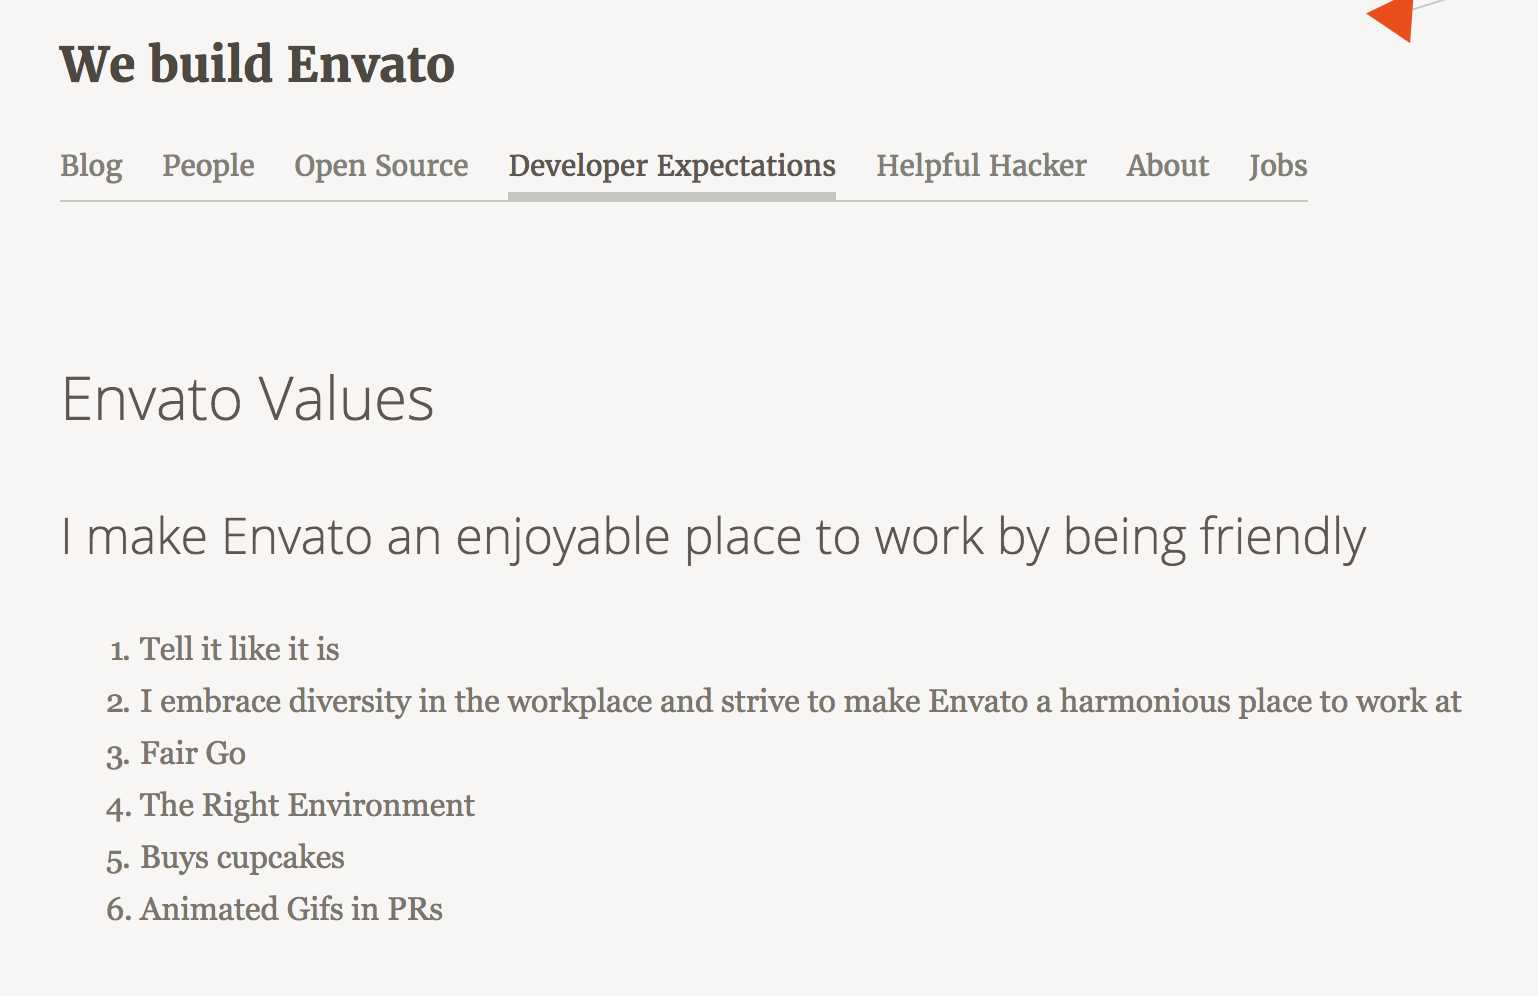 We build Envato
Blog People Open Source Developer Expectations Helpful Hacker About Jobs
Envato Values
I make Envato an enjoyable place to work by being friendly
1. Tell it like it is
2. I embrace diversity in the workplace and strive to make Envato a harmonious place to work at
3. Fair Go
4. The Right Environment
5. Buys cupcakes
6. Animated Gifs in PRs